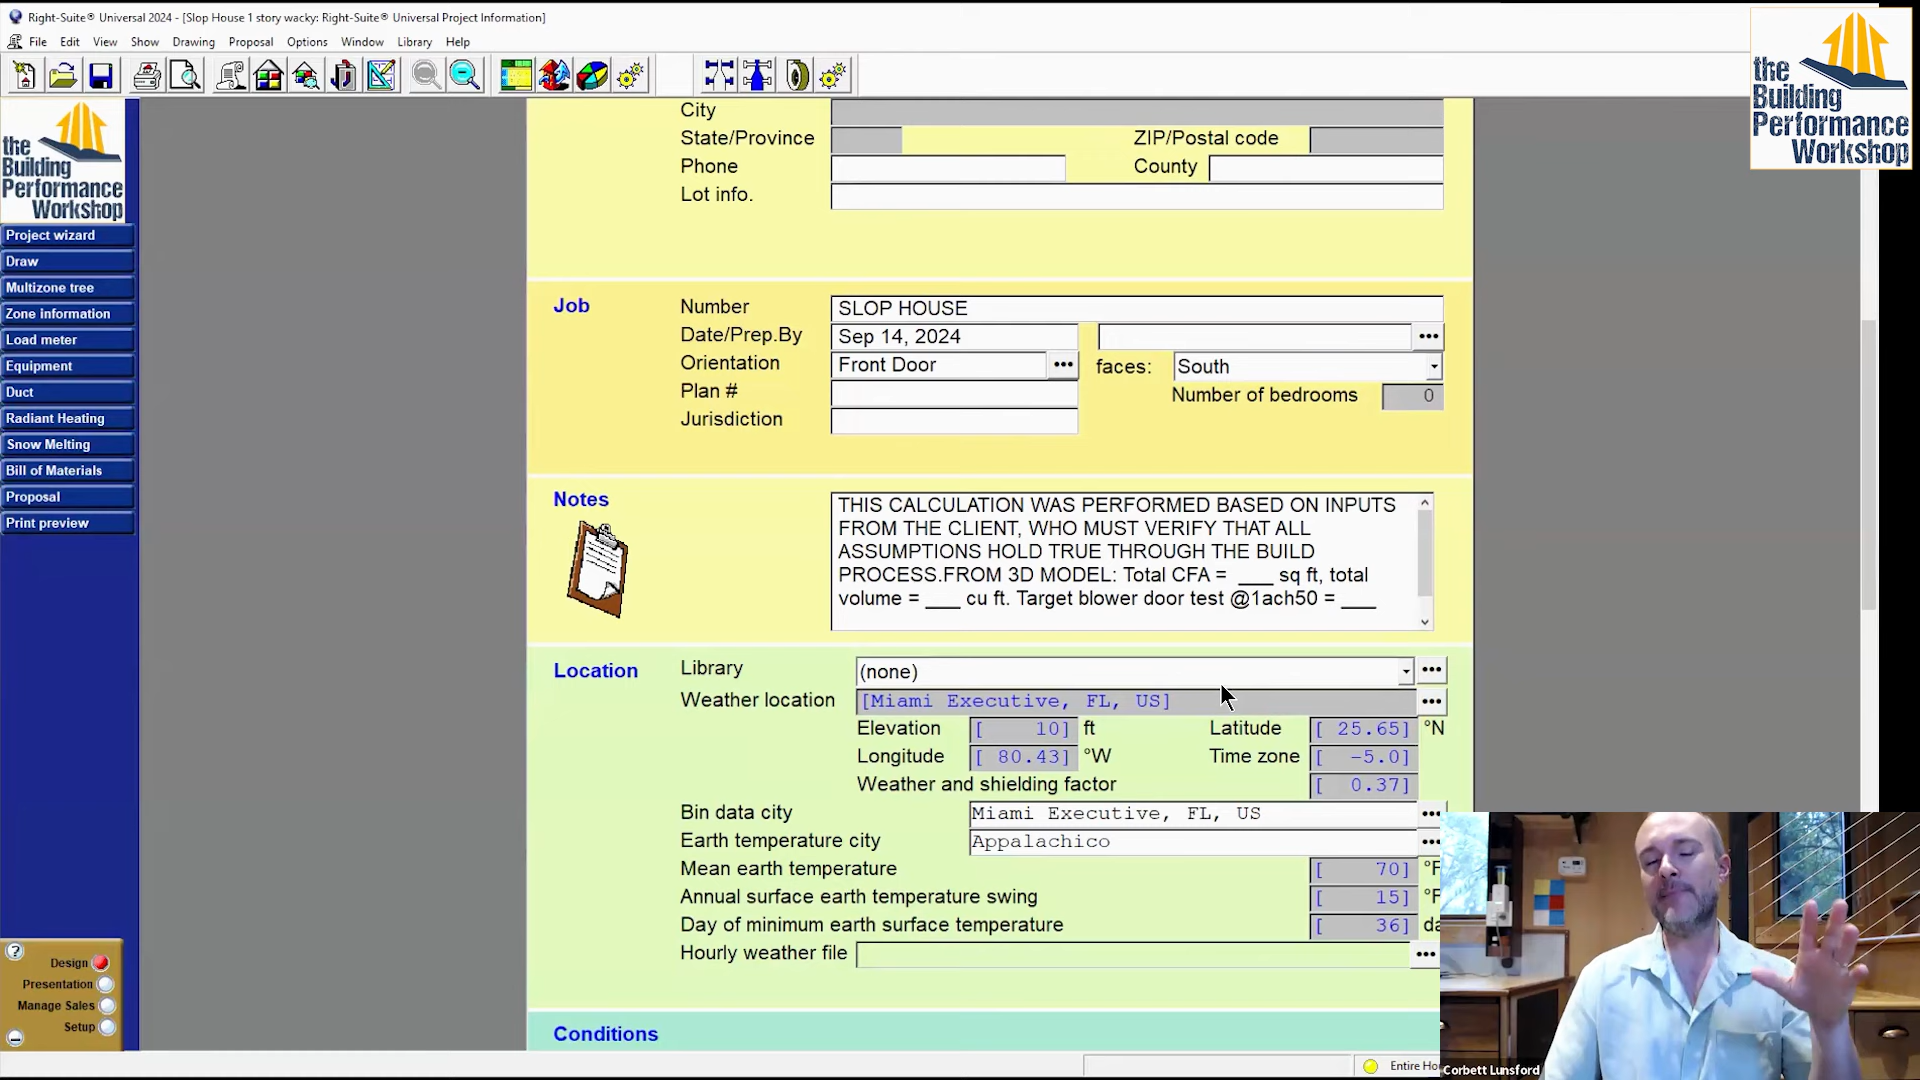 Right-Suite® Universal 2024 - [Slop House 1 story wacky: Right-Suite® Universal Project Information]
File Edit View Show Drawing Proposal Options Window Library Help
the
Building
Performance
Workshop
the
Building
Performance
Workshop
Project wizard
Draw
Multizone tree
Zone information
Load meter
Equipment
Duct
Radiant Heating
Snow Melting
Bill of Materials
Proposal
Print preview
Design
Presentation
Manage Sales
Setup
City
State/Province ZIP/Postal code
Phone County
Lot info.
Job Number SLOP HOUSE
Date/Prep.By Sep 14, 2024
Orientation Front Door faces: South
Plan # Number of bedrooms 0
Jurisdiction
Notes THIS CALCULATION WAS PERFORMED BASED ON INPUTS
FROM THE CLIENT, WHO MUST VERIFY THAT ALL
ASSUMPTIONS HOLD TRUE THROUGH THE BUILD
PROCESS.FROM 3D MODEL: Total CFA = ___ sq ft, total
volume = ___ cu ft. Target blower door test @1ach50 = ___
Location Library (none)
Weather location [Miami Executive, FL, US]
Elevation [ 10] ft Latitude [ 25.65] °N
Longitude [ 80.43] °W Time zone [ -5.0]
Weather and shielding factor [ 0.37]
Bin data city Miami Executive, FL, US
Earth temperature city Appalachico
Mean earth temperature [ 70] °F
Annual surface earth temperature swing [ 15] °F
Day of minimum earth surface temperature [ 36] da
Hourly weather file
Conditions
Entire Hou
Corbett Lunsford